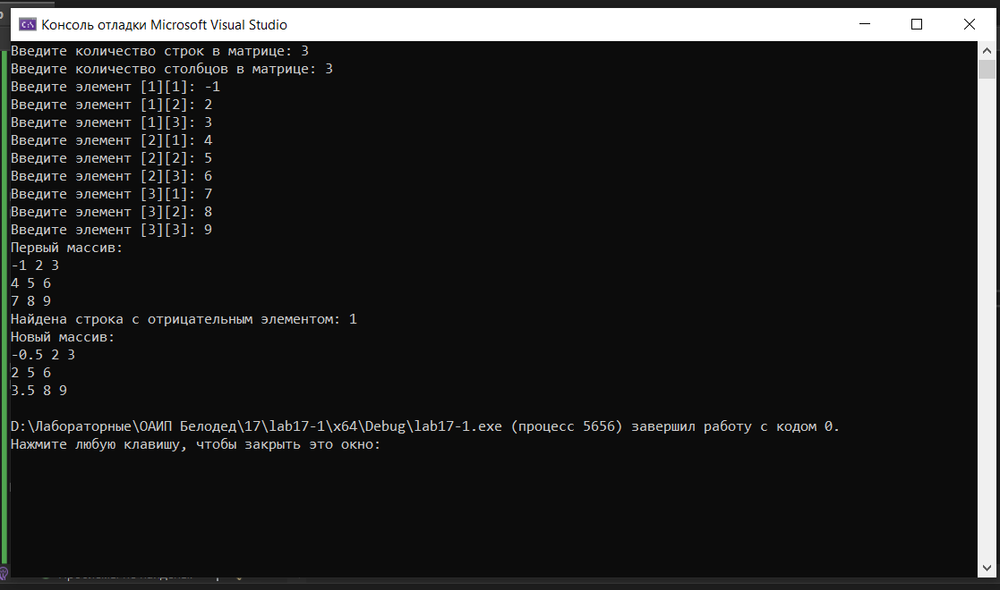 Консоль отладки Microsoft Visual Studio
Введите количество строк в матрице: 3
Введите количество столбцов в матрице: 3
Введите элемент [1][1]: -1
Введите элемент [1][2]: 2
Введите элемент [1][3]: 3
Введите элемент [2][1]: 4
Введите элемент [2][2]: 5
Введите элемент [2][3]: 6
Введите элемент [3][1]: 7
Введите элемент [3][2]: 8
Введите элемент [3][3]: 9
Первый массив:
-1 2 3
4 5 6
7 8 9
Найдена строка с отрицательным элементом: 1
Новый массив:
-0.5 2 3
2 5 6
3.5 8 9
D:\Лабораторные\ОАИП Белодед\17\lab17-1\x64\Debug\lab17-1.exe (процесс 5656) завершил работу с кодом 0.
Нажмите любую клавишу, чтобы закрыть это окно: